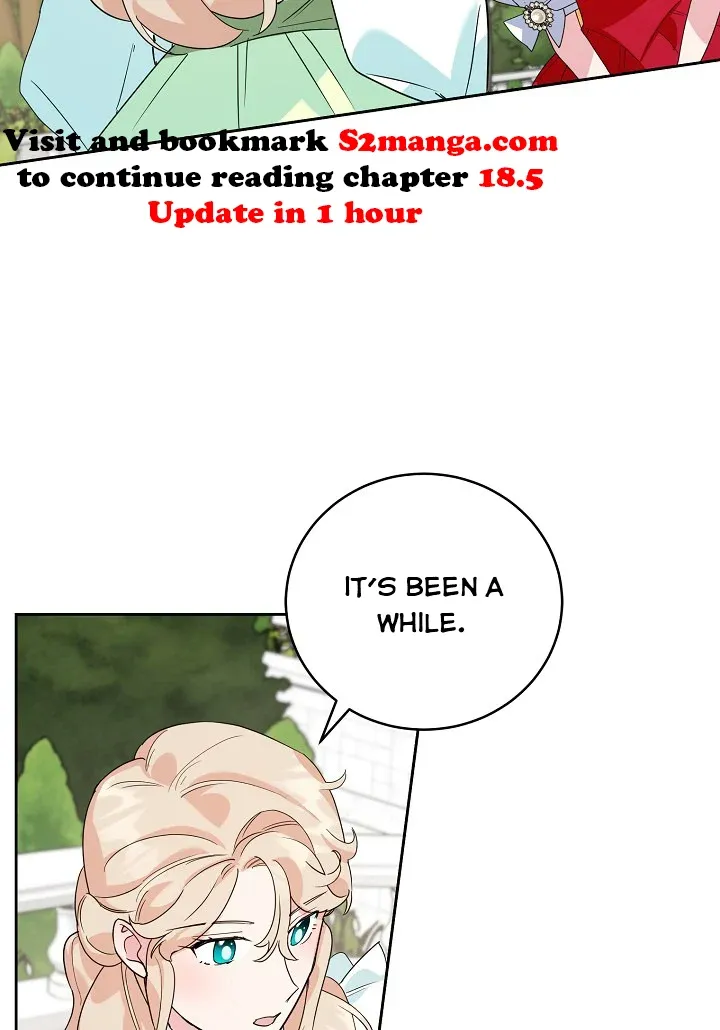 Visit and bookmark S2manga.com
to continue reading chapter 18.5
Update in 1 hour
IT'S BEEN A
WHILE.